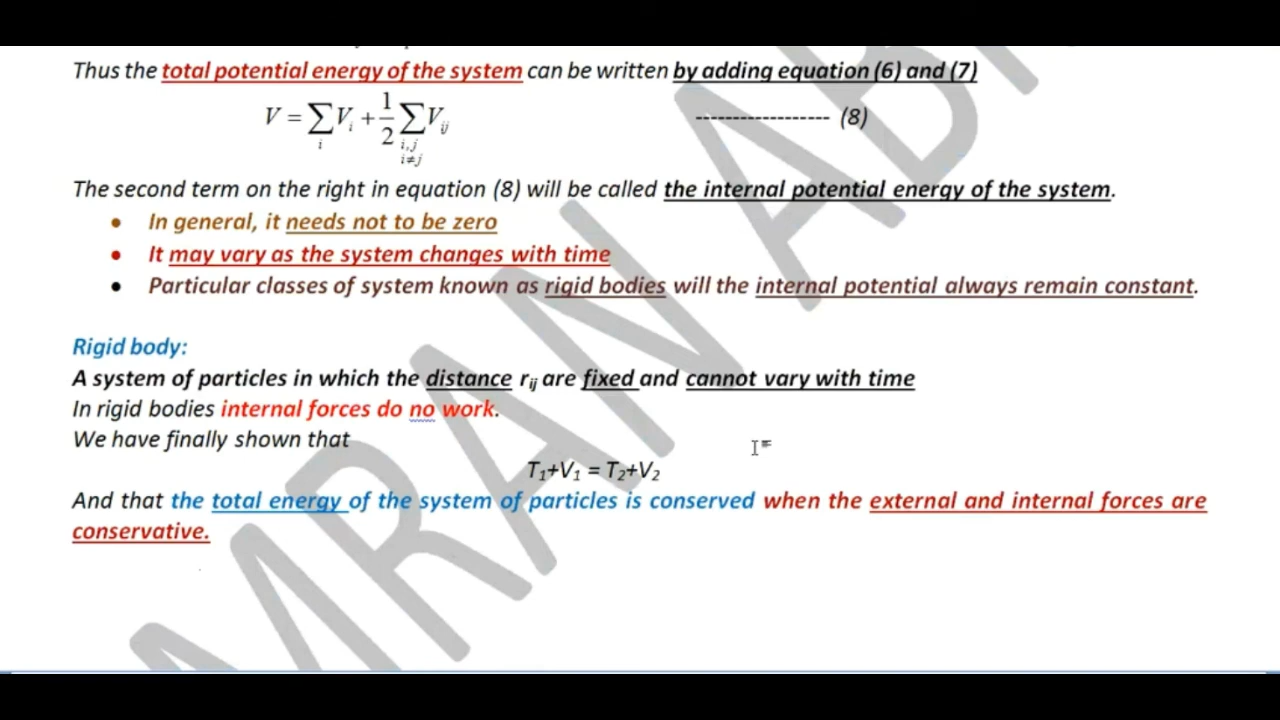 Thus the total potential energy of the system can be written by adding equation (6) and (7)
V = ∑_i V_i + 1/2 ∑_{i,j i≠j} V_ij ------------------ (8)
The second term on the right in equation (8) will be called the internal potential energy of the system.
• In general, it needs not to be zero
• It may vary as the system changes with time
• Particular classes of system known as rigid bodies will the internal potential always remain constant.
Rigid body:
A system of particles in which the distance r_ij are fixed and cannot vary with time
In rigid bodies internal forces do no work.
We have finally shown that
T₁+V₁ = T₂+V₂
And that the total energy of the system of particles is conserved when the external and internal forces are
conservative.